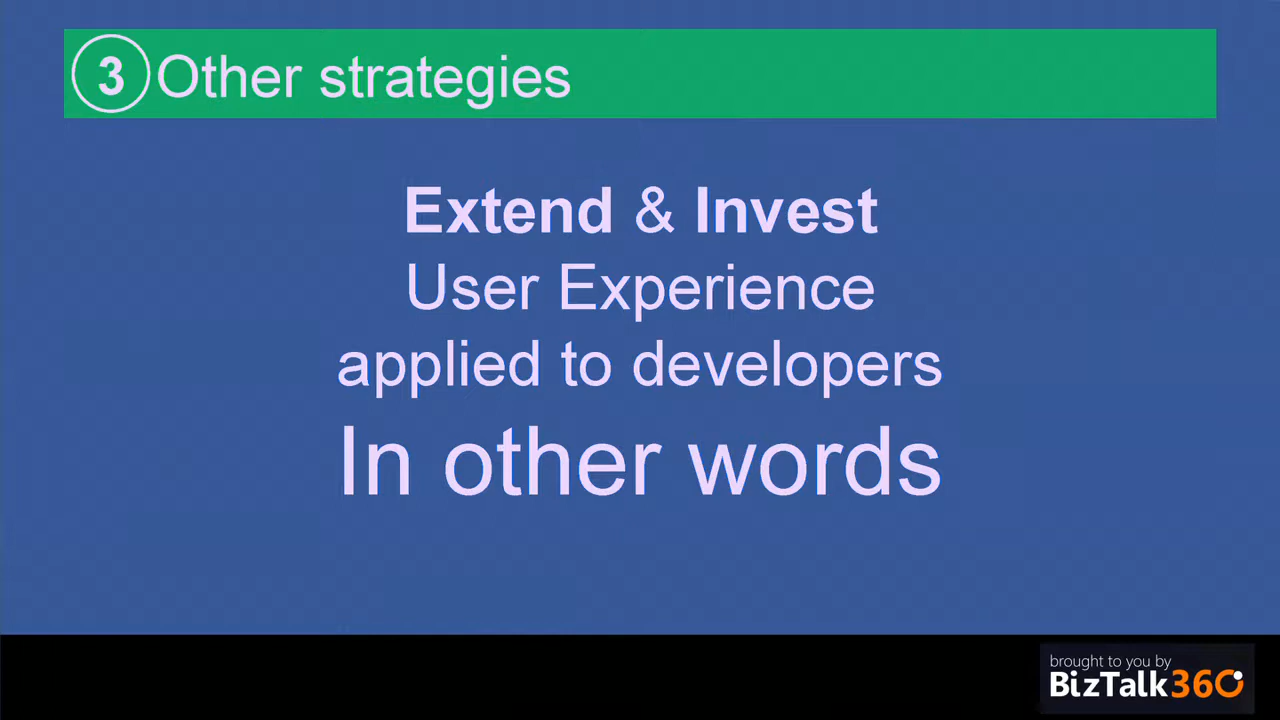 3 Other strategies
Extend & Invest
User Experience
applied to developers
In other words
brought to you by
BizTalk360